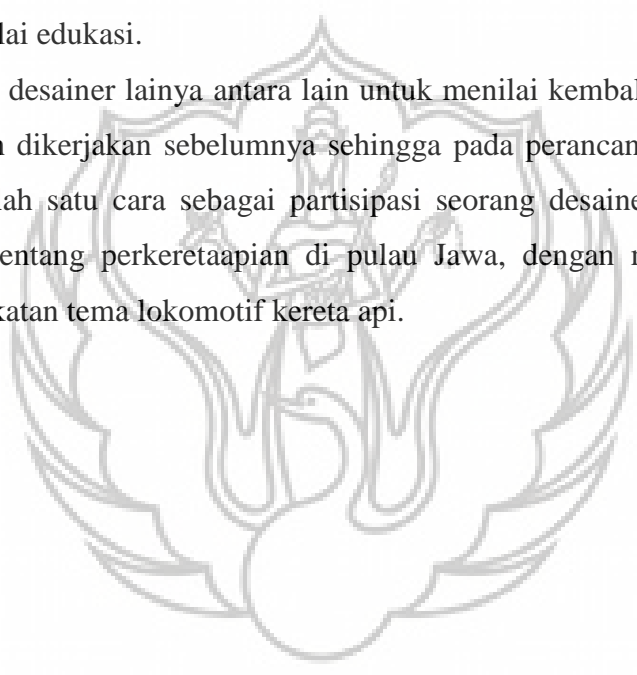 lai edukasi.
desainer lainya antara lain untuk menilai kembal
dikerjakan sebelumnya sehingga pada perancan
lah satu cara sebagai partisipasi seorang desaine
entang perkeretaapian di pulau Jawa, dengan
katan tema lokomotif kereta api.